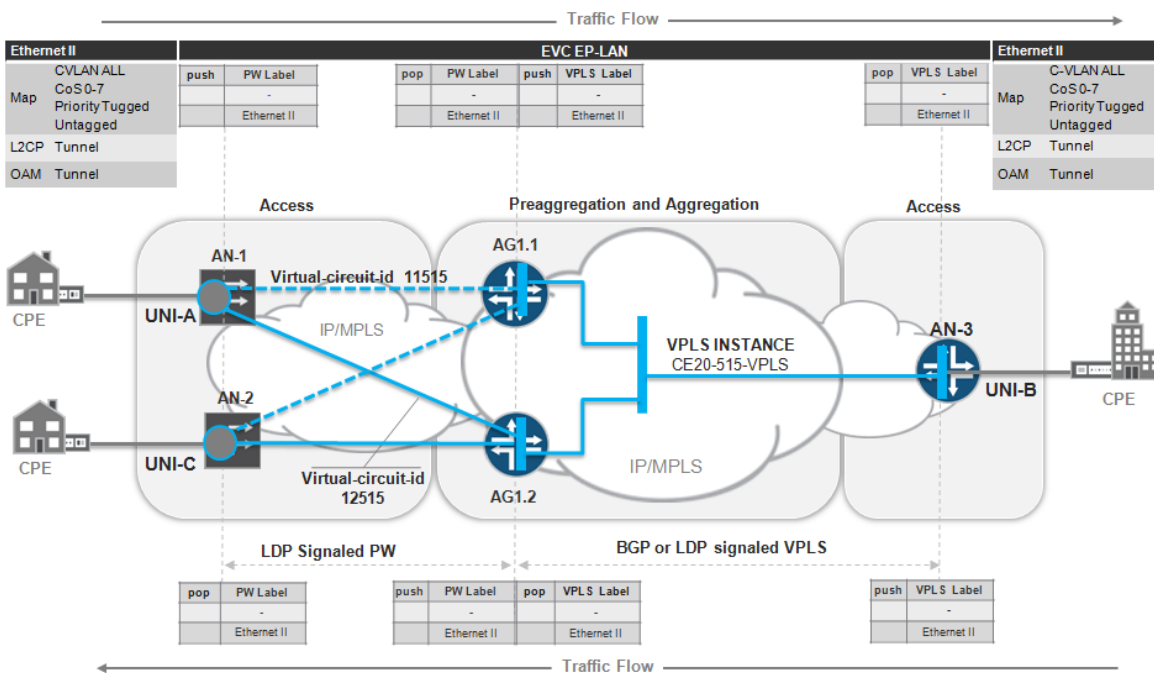 Traffic Flow
Ethernet II
EVC EP-LAN
Ethernet II
Map
CVLAN ALL
CoS 0-7
Priority Tugged
Untagged
L2CP Tunnel
OAM Tunnel
push PW Label
-
Ethernet II
pop PW Label push VPLS Label
- -
Ethernet II Ethernet II
pop VPLS Label
-
Ethernet II
Map
C-VLAN ALL
CoS 0-7
Priority Tugged
Untagged
L2CP Tunnel
OAM Tunnel
Access
Preaggregation and Aggregation
Access
AN-1
AG1.1
Virtual-circuit-id 11515
CPE
UNI-A
IP/MPLS
VPLS INSTANCE
CE20-515-VPLS
AN-3
UNI-B
CPE
AN-2
CPE
UNI-C
Virtual-circuit-id
12515
AG1.2
IP/MPLS
LDP Signaled PW
BGP or LDP signaled VPLS
pop PW Label
-
Ethernet II
push PW Label pop VPLS Label
- -
Ethernet II Ethernet II
push VPLS Label
-
Ethernet II
Traffic Flow